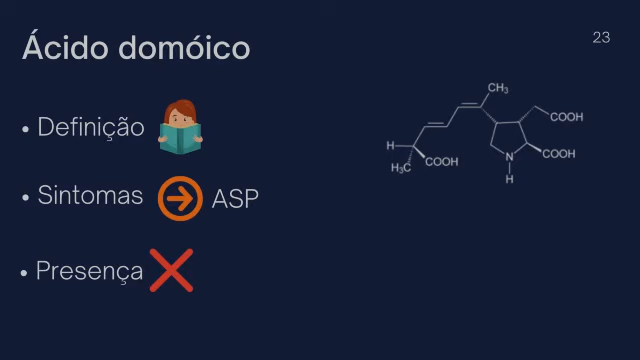 23
Ácido domóico
• Definição
• Sintomas ASP
• Presença
CH₃
COOH
H
COOH
COOH
H₃C
N
H